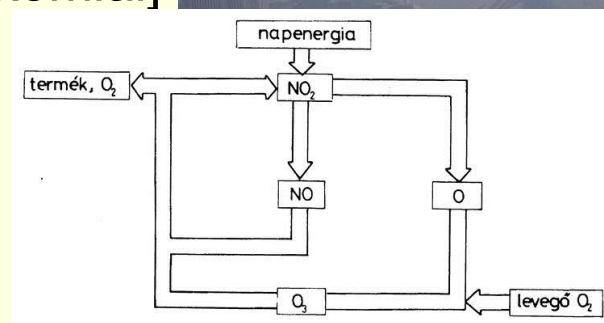 napenergia
termék, O₂
NO₂
NO
O
O₃
levegő O₂